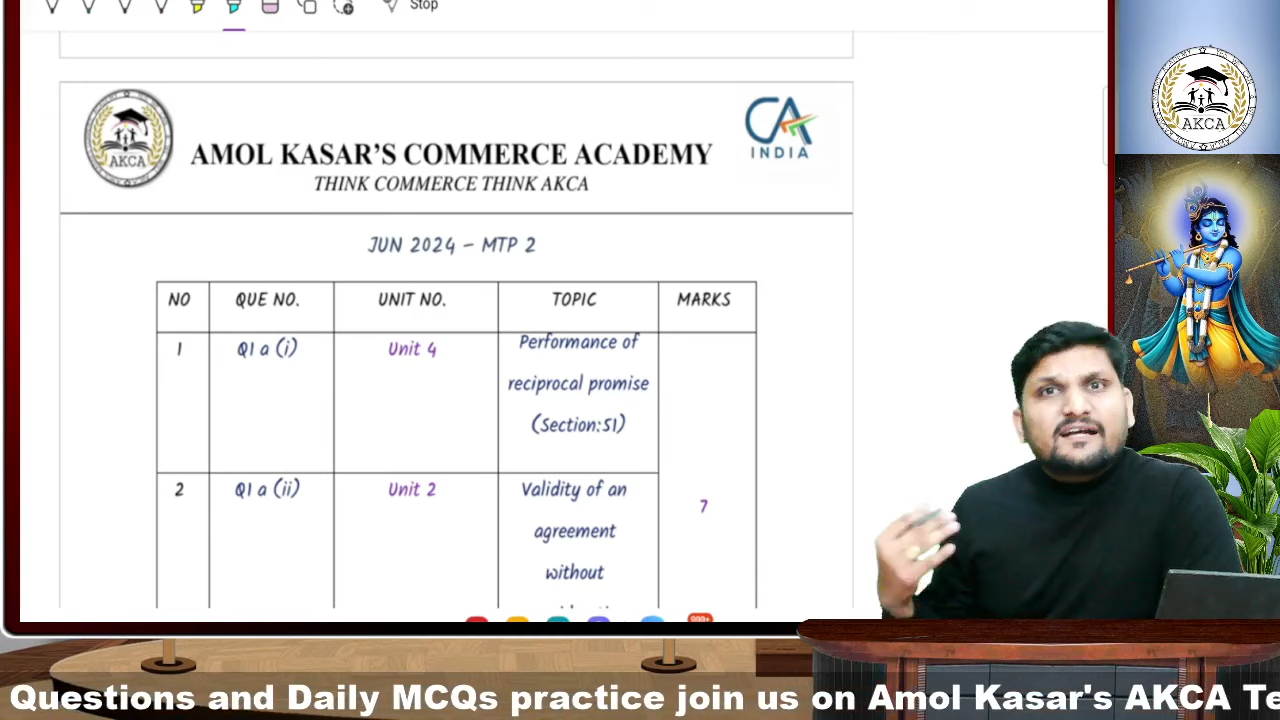 Stop
AKCA
AMOL KASAR'S COMMERCE ACADEMY
THINK COMMERCE THINK AKCA
CA
INDIA
AKCA
JUN 2024 – MTP 2
NO QUE NO. UNIT NO. TOPIC MARKS
1 Q1 a (i) Unit 4 Performance of
reciprocal promise
(Section:51)
2 Q1 a (ii) Unit 2 Validity of an
agreement
without
7
999+
Questions and Daily MCQs practice join us on Amol Kasar's AKCA Te